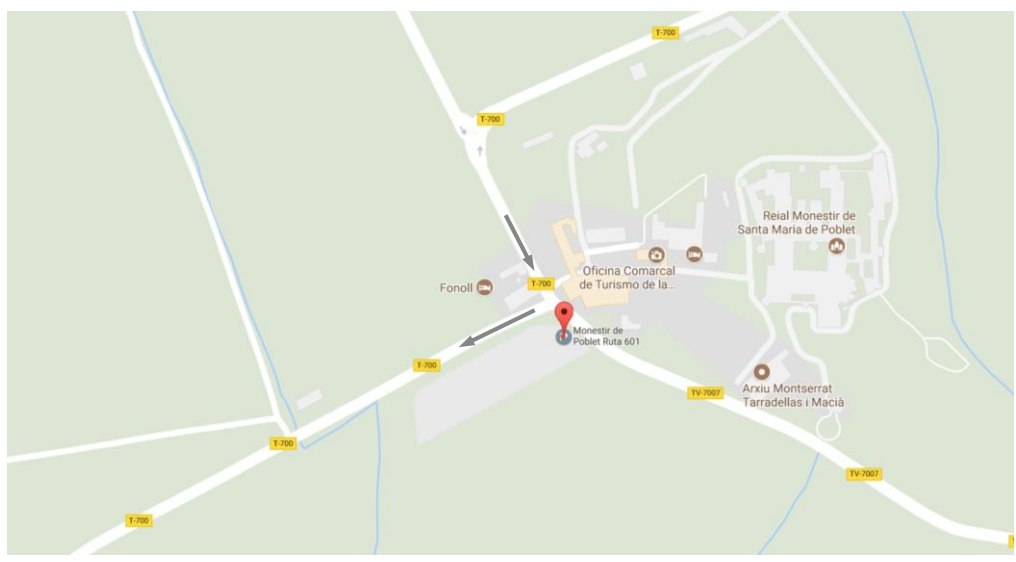 T-700
T-700
Reial Monestir de
Santa Maria de Poblet
Oficina Comarcal
de Turismo de la...
Fonoll
T-700
Monestir de
Poblet Ruta 601
T-700
Arxiu Montserrat
Tarradellas i Macià
TV-7007
T-700
TV-7007
T-700